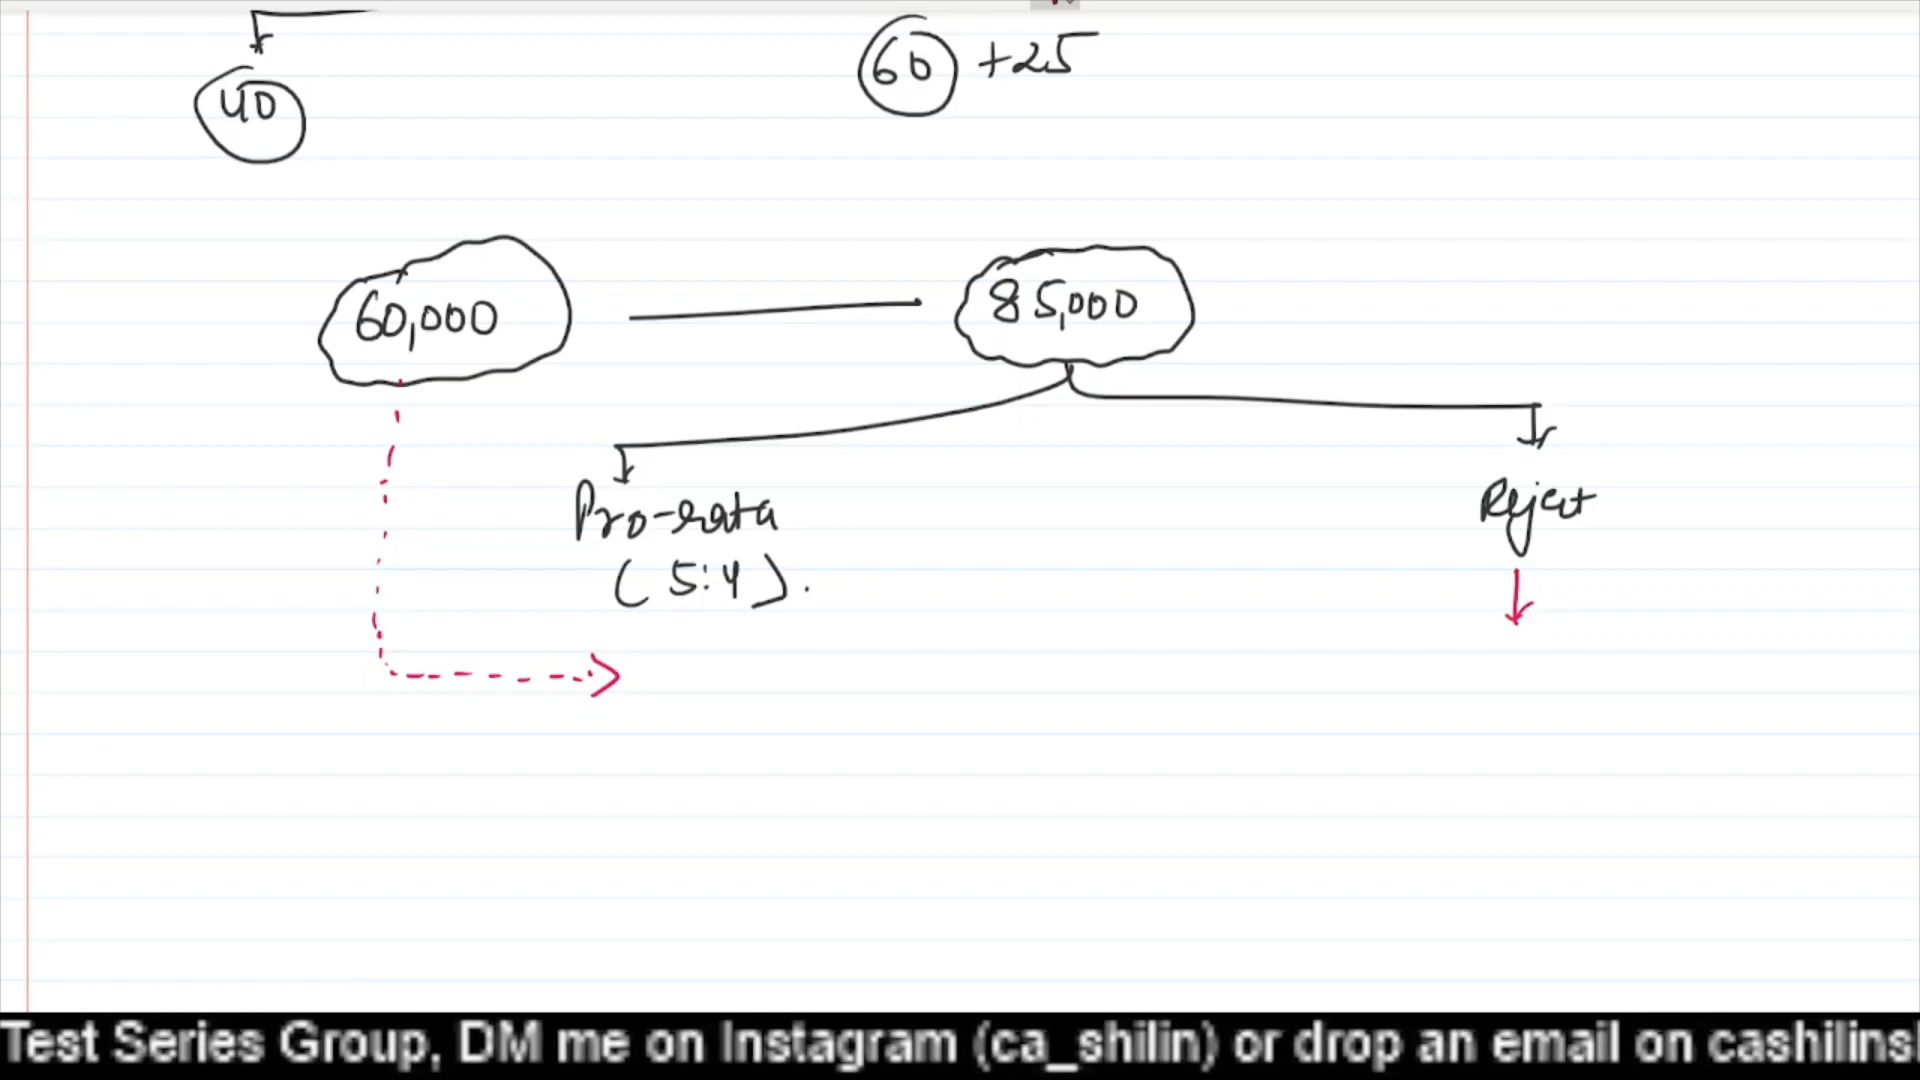 40
60 +25
60,000
85,000
Pro-rata
(5:4).
Reject
Test Series Group, DM me on Instagram (ca_shilin) or drop an email on cashilins